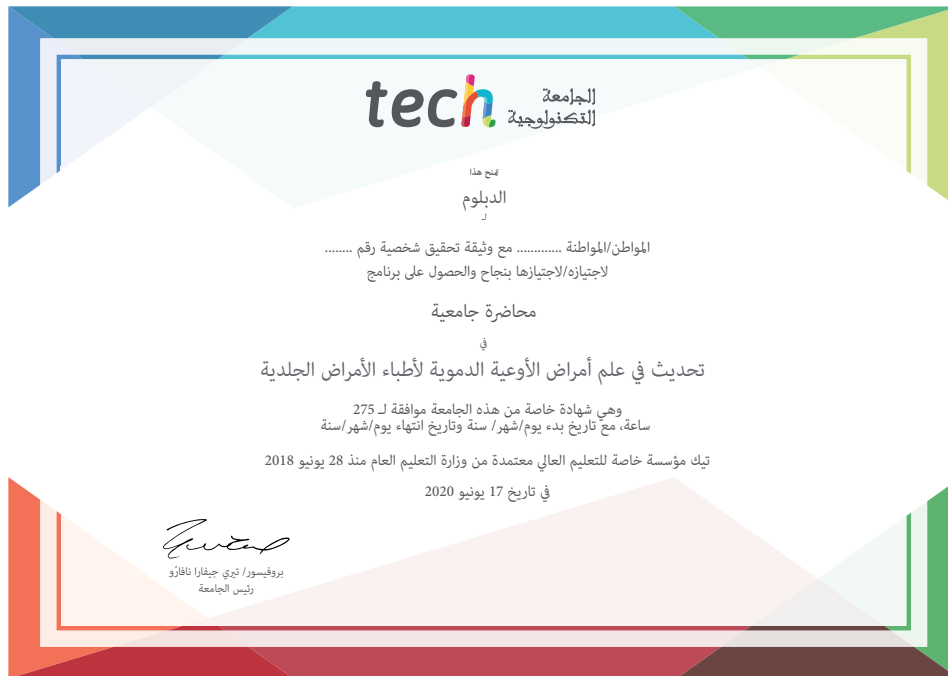 tech الجامعة
التكنولوجية
تمنح هذا
الدبلوم
لـ
المواطن/المواطنة ............. مع وثيقة تحقيق شخصية رقم ........
لاجتيازه/لاجتيازها بنجاح والحصول على برنامج
محاضرة جامعية
في
تحديث في علم أمراض الأوعية الدموية لأطباء الأمراض الجلدية
وهي شهادة خاصة من هذه الجامعة موافقة لـ 275
ساعة، مع تاريخ بدء يوم/شهر/ سنة وتاريخ انتهاء يوم/شهر/سنة
تيك مؤسسة خاصة للتعليم العالي معتمدة من وزارة التعليم العام منذ 28 يونيو 2018
في تاريخ 17 يونيو 2020
بروفيسور/ تيري جيفارا نافارّو
رئيس الجامعة